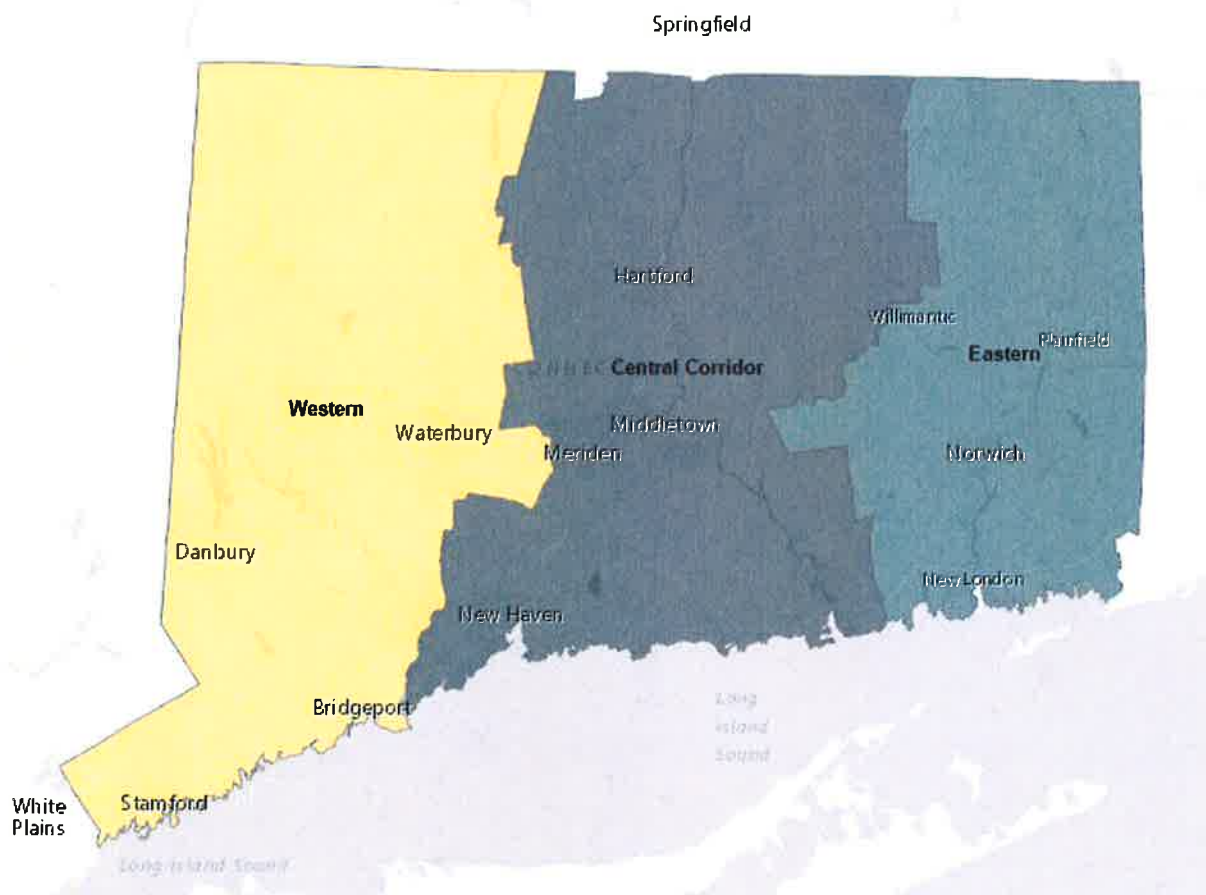 Springfield
Hartford
Willimantic
Plainfield
Eastern
Central Corridor
Western
Middletown
Waterbury
Meriden
Norwich
Danbury
New London
New Haven
Bridgeport
Long
Island
Sound
Stamford
White
Plains
Long Island Sound